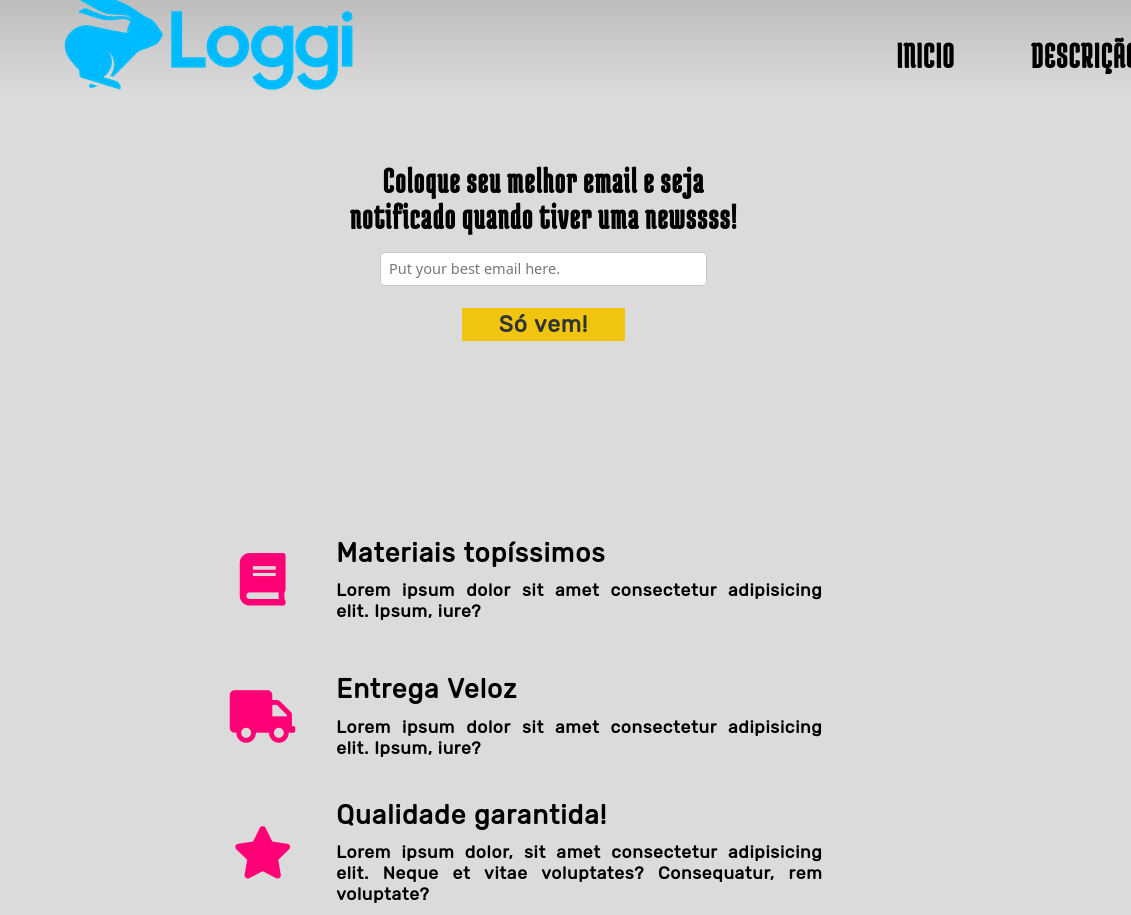 Loggi
INICIO DESCRIÇÃO
Coloque seu melhor email e seja
notificado quando tiver uma newssss!
Put your best email here.
Só vem!
Materiais topíssimos
Lorem ipsum dolor sit amet consectetur adipisicing
elit. Ipsum, iure?
Entrega Veloz
Lorem ipsum dolor sit amet consectetur adipisicing
elit. Ipsum, iure?
Qualidade garantida!
Lorem ipsum dolor, sit amet consectetur adipisicing
elit. Neque et vitae voluptates? Consequatur, rem
voluptate?